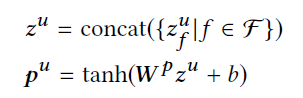 z^u = concat({z_f^u | f ∈ ℱ})
p^u = tanh(W^p z^u + b)